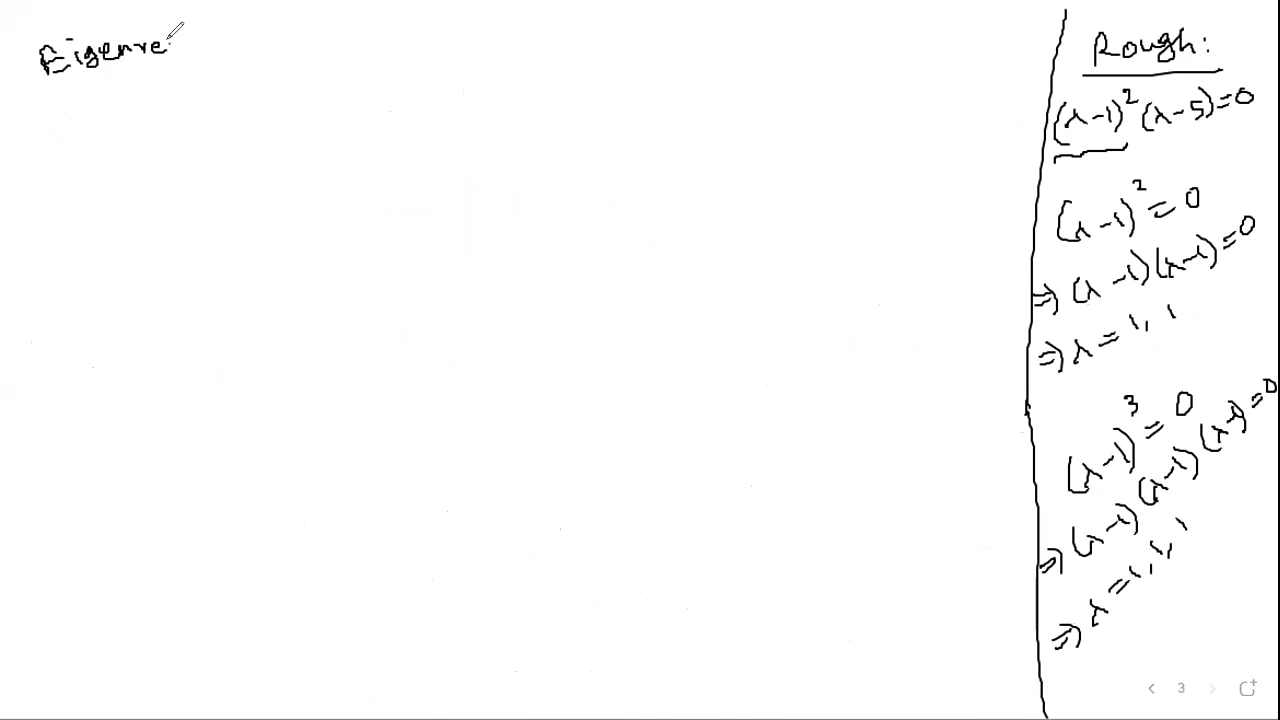 Eigenve
Rough:
(λ-1)² (λ-5)=0
(λ-1)² = 0
⇒ (λ-1)(λ-1)=0
⇒ λ = 1, 1
(λ-1)³ = 0
⇒ (λ-1)(λ-1)(λ-1)=0
⇒ λ = 1, 1, 1
3